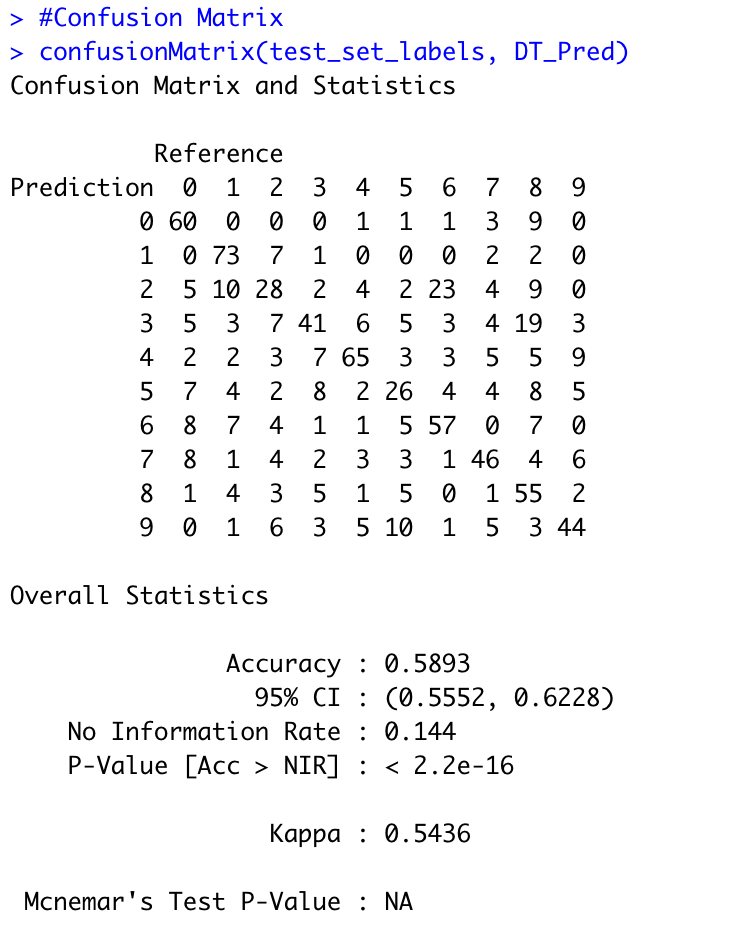 > #Confusion Matrix
> confusionMatrix(test_set_labels, DT_Pred)
Confusion Matrix and Statistics
Reference
Prediction 0 1 2 3 4 5 6 7 8 9
0 60 0 0 0 1 1 1 3 9 0
1 0 73 7 1 0 0 0 2 2 0
2 5 10 28 2 4 2 23 4 9 0
3 5 3 7 41 6 5 3 4 19 3
4 2 2 3 7 65 3 3 5 5 9
5 7 4 2 8 2 26 4 4 8 5
6 8 7 4 1 1 5 57 0 7 0
7 8 1 4 2 3 3 1 46 4 6
8 1 4 3 5 1 5 0 1 55 2
9 0 1 6 3 5 10 1 5 3 44
Overall Statistics
Accuracy : 0.5893
95% CI : (0.5552, 0.6228)
No Information Rate : 0.144
P-Value [Acc > NIR] : < 2.2e-16
Kappa : 0.5436
Mcnemar's Test P-Value : NA